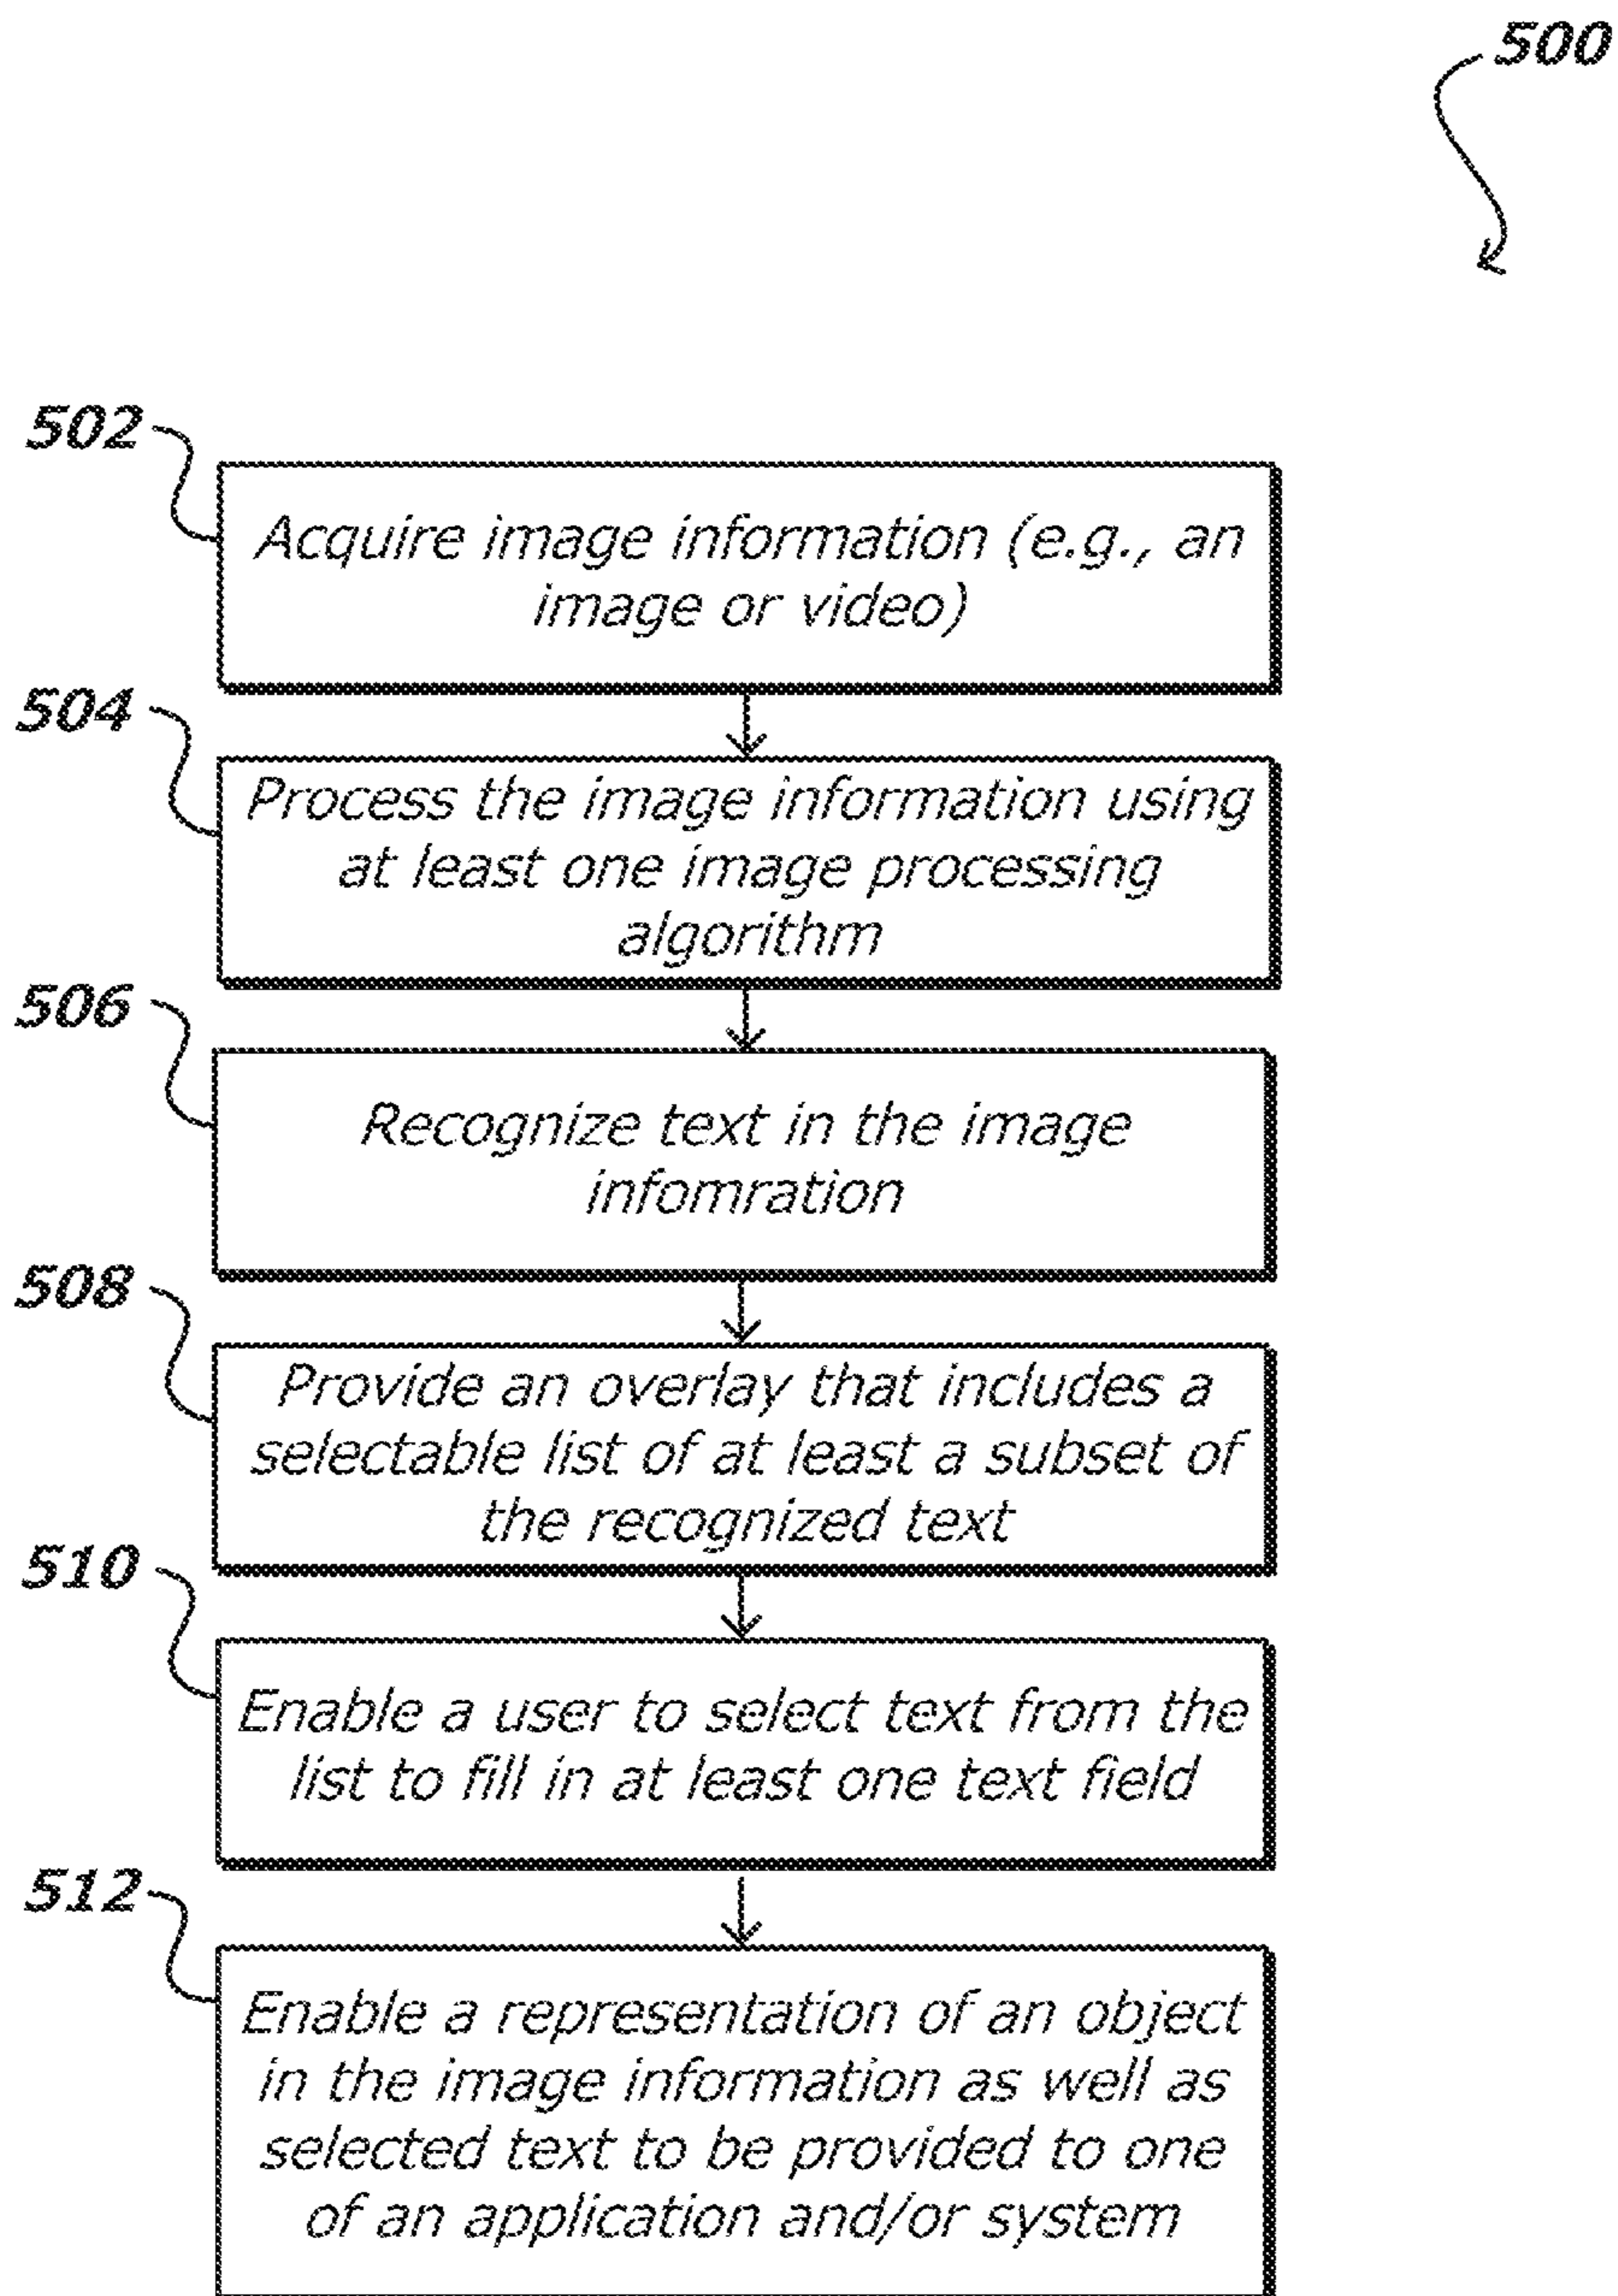 500
502
Acquire image information (e.g., an
image or video)
504
Process the image information using
at least one image processing
algorithm
506
Recognize text in the image
infomration
508
Provide an overlay that includes a
selectable list of at least a subset of
the recognized text
510
Enable a user to select text from the
list to fill in at least one text field
512
Enable a representation of an object
in the image information as well as
selected text to be provided to one
of an application and/or system